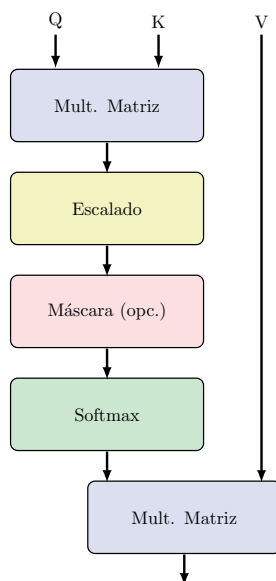 Q K V
Mult. Matriz
Escalado
Máscara (opc.)
Softmax
Mult. Matriz